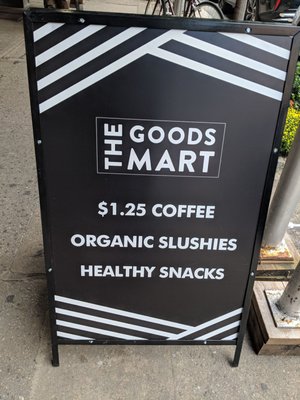 THE GOODS
MART
$1.25 COFFEE
ORGANIC SLUSHIES
HEALTHY SNACKS